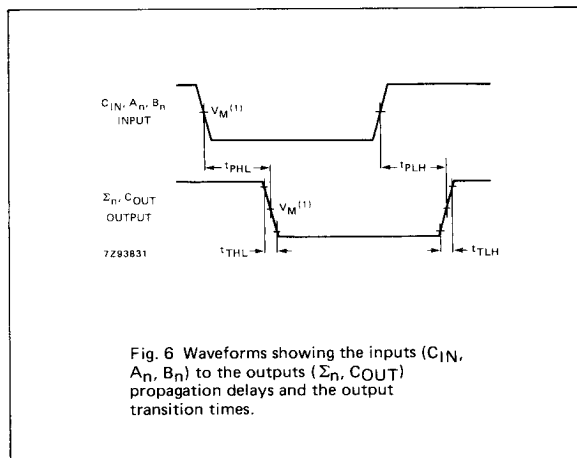 C_IN, A_n, B_n
INPUT
V_M(1)
t_PHL
t_PLH
Σ_n, C_OUT
OUTPUT
V_M(1)
7Z93831
t_THL
t_TLH
Fig. 6 Waveforms showing the inputs (C_IN,
A_n, B_n) to the outputs (Σ_n, C_OUT)
propagation delays and the output
transition times.